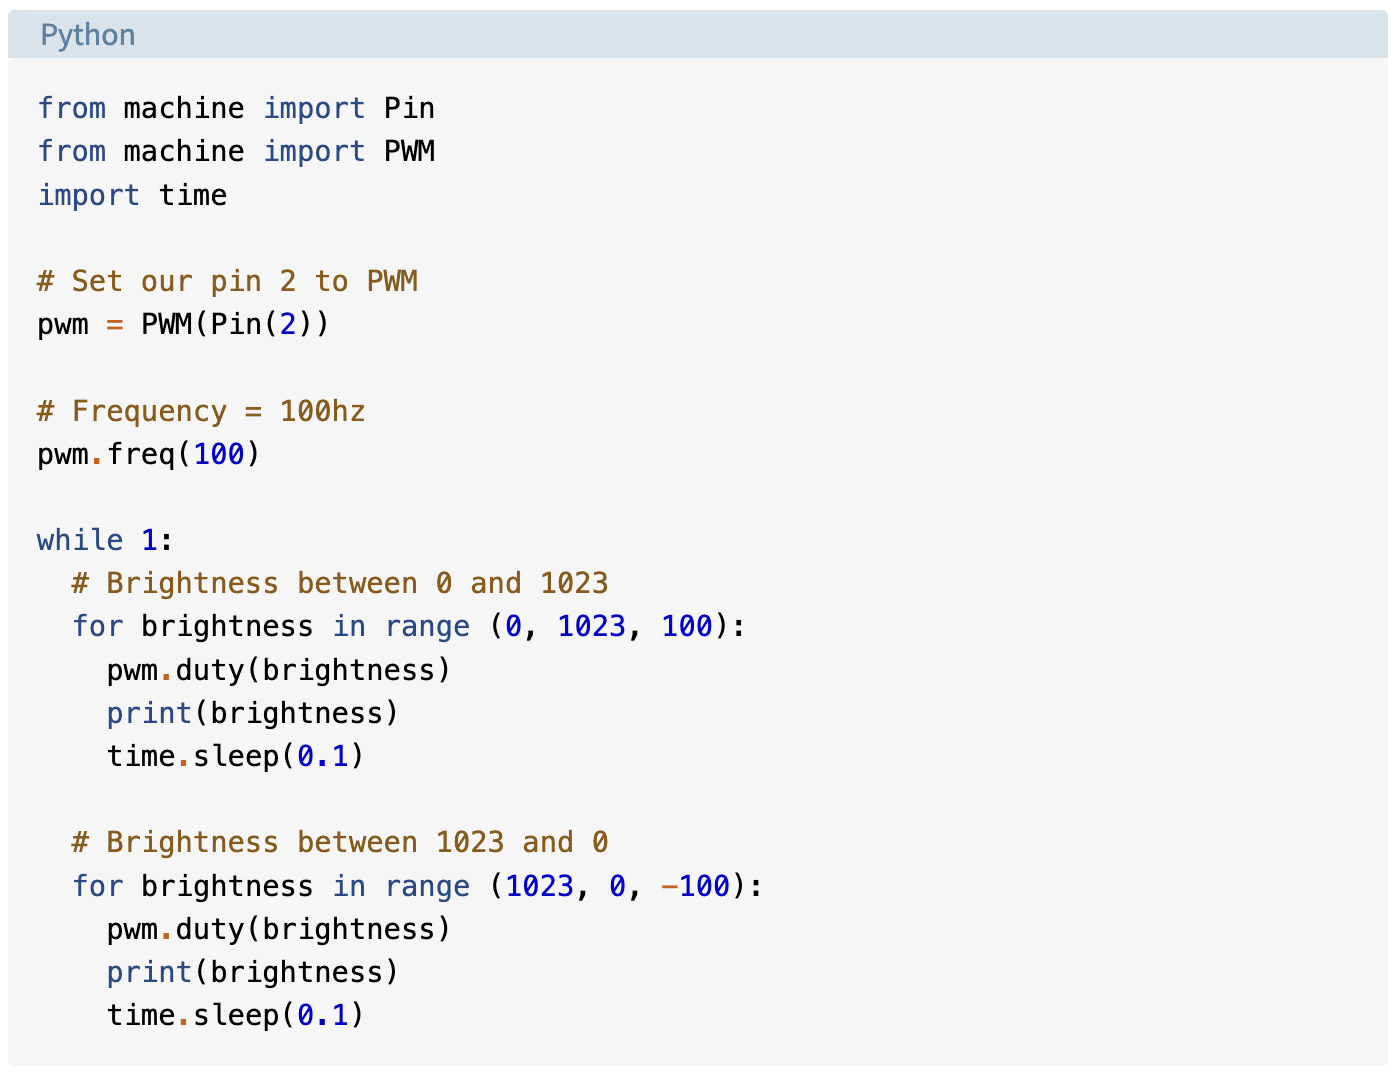 Python
from machine import Pin
from machine import PWM
import time
# Set our pin 2 to PWM
pwm = PWM(Pin(2))
# Frequency = 100hz
pwm.freq(100)
while 1:
  # Brightness between 0 and 1023
  for brightness in range (0, 1023, 100):
    pwm.duty(brightness)
    print(brightness)
    time.sleep(0.1)
  # Brightness between 1023 and 0
  for brightness in range (1023, 0, -100):
    pwm.duty(brightness)
    print(brightness)
    time.sleep(0.1)